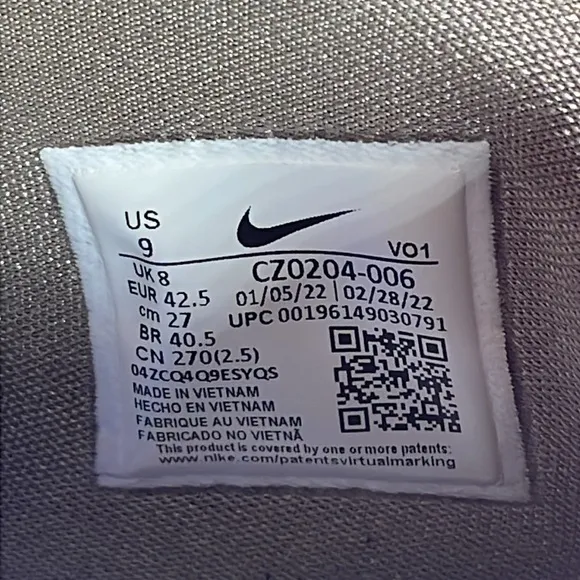 US
9
VO1
UK 8
CZ0204-006
EUR 42.5
01/05/22 | 02/28/22
cm 27
UPC 00196149030791
BR 40.5
CN 270(2.5)
04ZCQ4Q9ESYQS
MADE IN VIETNAM
HECHO EN VIETNAM
FABRIQUE AU VIETNAM
FABRICADO NO VIETNÃ
This product is covered by one or more patents:
www.nike.com/patentsvirtualmarking